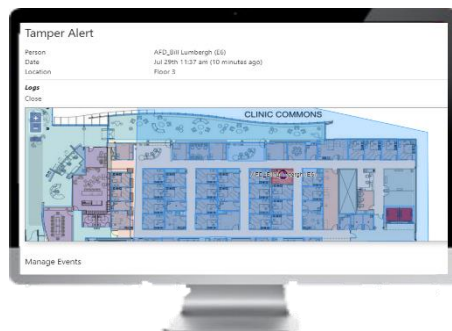 Tamper Alert
Person AFD_Bill Lumbergh (E6)
Date Jul 29th 11:37 am (10 minutes ago)
Location Floor 5
Logs
Close
CLINIC COMMONS
Manage Events